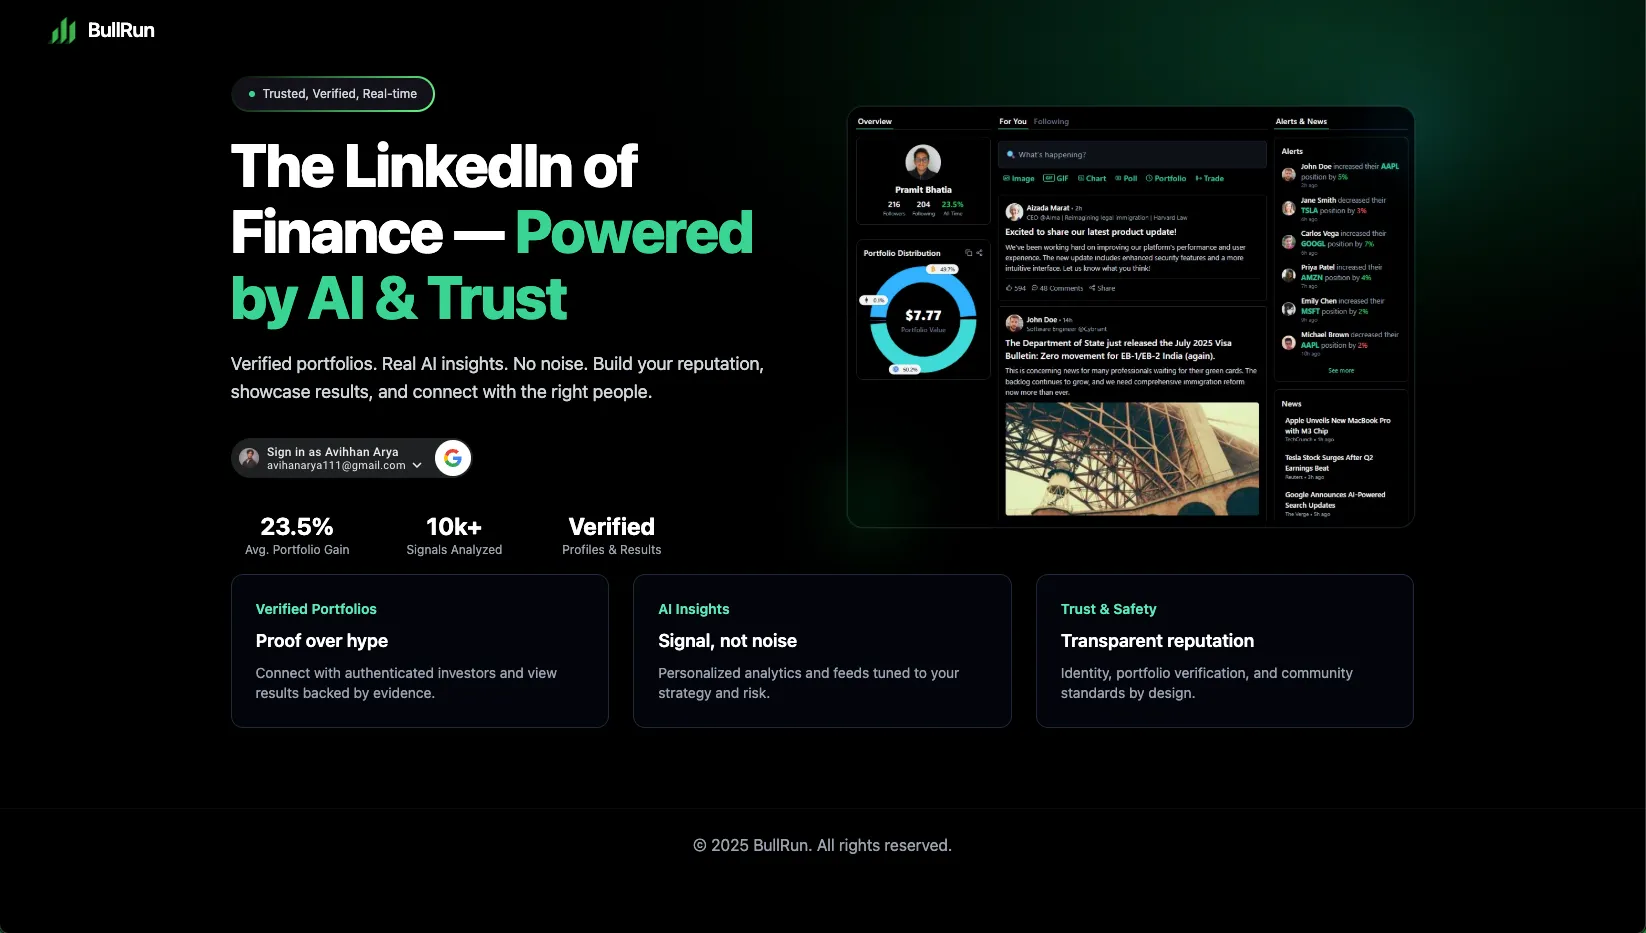 BullRun
Trusted, Verified, Real-time
The LinkedIn of
Finance — Powered
by AI & Trust
Verified portfolios. Real AI insights. No noise. Build your reputation,
showcase results, and connect with the right people.
Sign in as Avihhan Arya
avihanarya111@gmail.com
23.5%
Avg. Portfolio Gain
10k+
Signals Analyzed
Verified
Profiles & Results
Overview
Pramit Bhatia
216 204 23.5%
Followers Following All Time
Portfolio Distribution
49.7%
0.1%
$7.77
Portfolio Value
50.2%
For You Following
What's happening?
Image GIF Chart Poll Portfolio Trade
Aizada Marat • 2h
CEO @Alma | Reimagining legal immigration | Harvard Law
Excited to share our latest product update!
We've been working hard on improving our platform's performance and user
experience. The new update includes enhanced security features and a more
intuitive interface. Let us know what you think!
594 48 Comments Share
John Doe • 14h
Software Engineer @Cybriant
The Department of State just released the July 2025 Visa
Bulletin: Zero movement for EB-1/EB-2 India (again).
This is concerning news for many professionals waiting for their green cards. The
backlog continues to grow, and we need comprehensive immigration reform
now more than ever.
Alerts & News
Alerts
John Doe increased their AAPL
position by 5%
2h ago
Jane Smith decreased their
TSLA position by 3%
Carlos Vega increased their
GOOGL position by 7%
Priya Patel increased their
AMZN position by 4%
7h ago
Emily Chen increased their
MSFT position by 2%
Michael Brown decreased their
AAPL position by 2%
10h ago
See more
News
Apple Unveils New MacBook Pro
with M3 Chip
TechCrunch • 1h ago
Tesla Stock Surges After Q2
Earnings Beat
Reuters • 3h ago
Google Announces AI-Powered
Search Updates
The Verge • 5h ago
Verified Portfolios
Proof over hype
Connect with authenticated investors and view
results backed by evidence.
AI Insights
Signal, not noise
Personalized analytics and feeds tuned to your
strategy and risk.
Trust & Safety
Transparent reputation
Identity, portfolio verification, and community
standards by design.
© 2025 BullRun. All rights reserved.